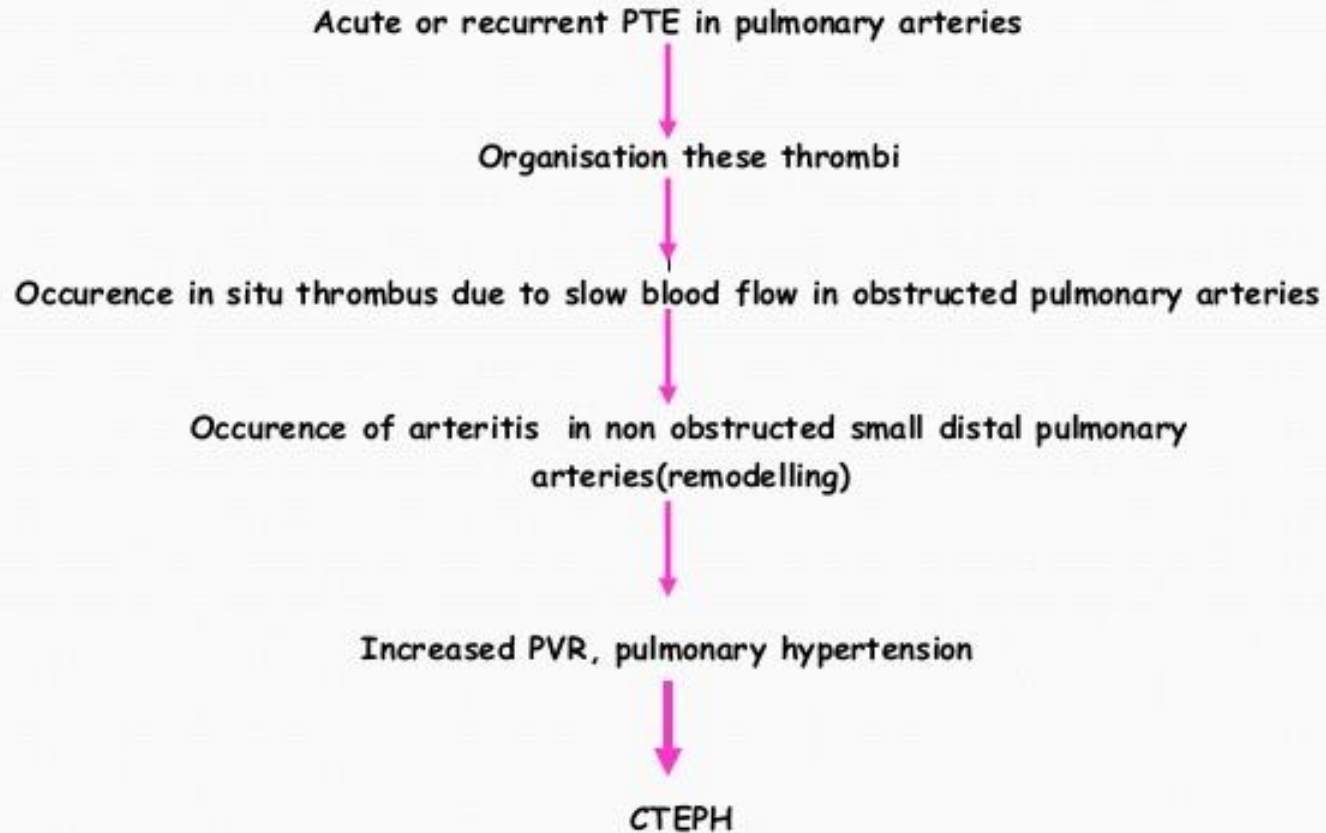 Acute or recurrent PTE in pulmonary arteries
Organisation these thrombi
Occurence in situ thrombus due to slow blood flow in obstructed pulmonary arteries
Occurence of arteritis in non obstructed small distal pulmonary
arteries(remodelling)
Increased PVR, pulmonary hypertension
CTEPH